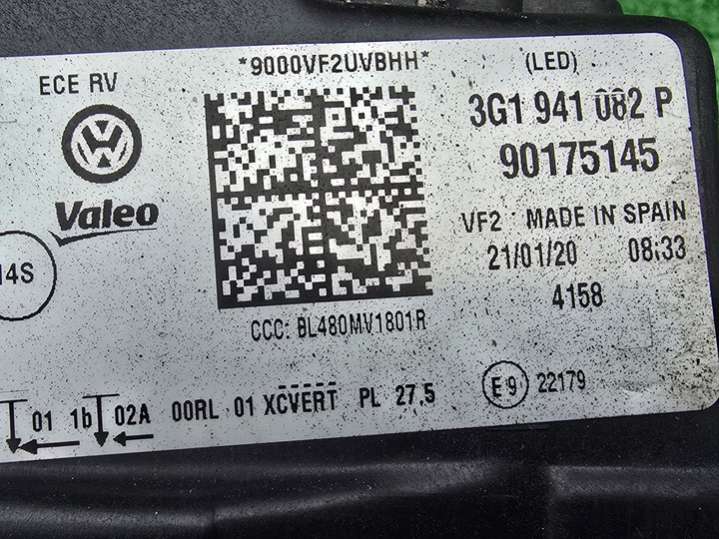 ECE RV
*9000VF2UVBHH*
(LED)
3G1 941 082 P
90175145
Valeo
VF2 MADE IN SPAIN
21/01/20 08:33
4158
14S
CCC: BL480MV1801R
01 1b 02A 00RL 01 XCVERT PL 27,5
E9 22179